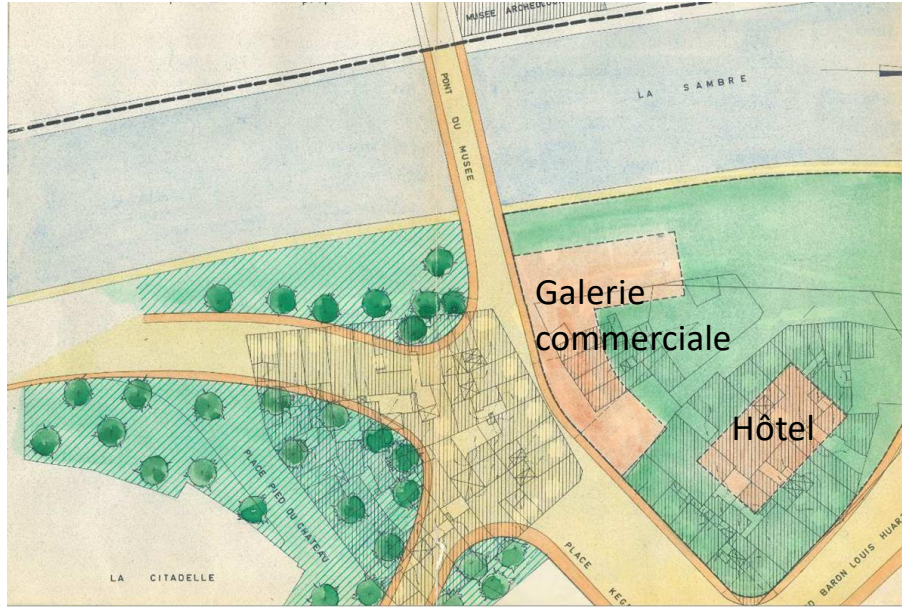 MUSEE ARCHEOLO
PONT DU MUSEE
LA SAMBRE
Galerie
commerciale
Hôtel
PLACE PIED DU CHATEAU
LA CITADELLE
PLACE
BARON LOUIS HUAR